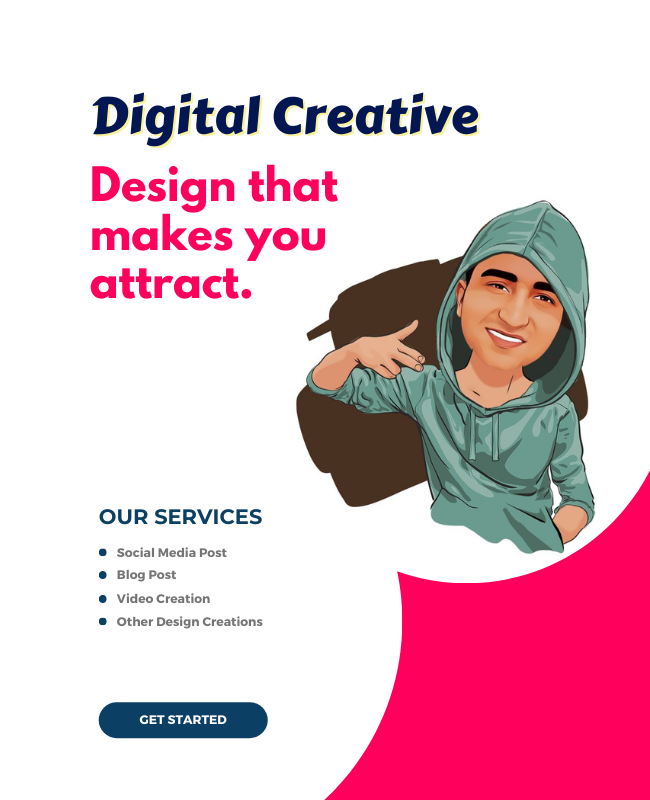 Digital Creative
Design that
makes you
attract.
OUR SERVICES
Social Media Post
Blog Post
Video Creation
Other Design Creations
GET STARTED